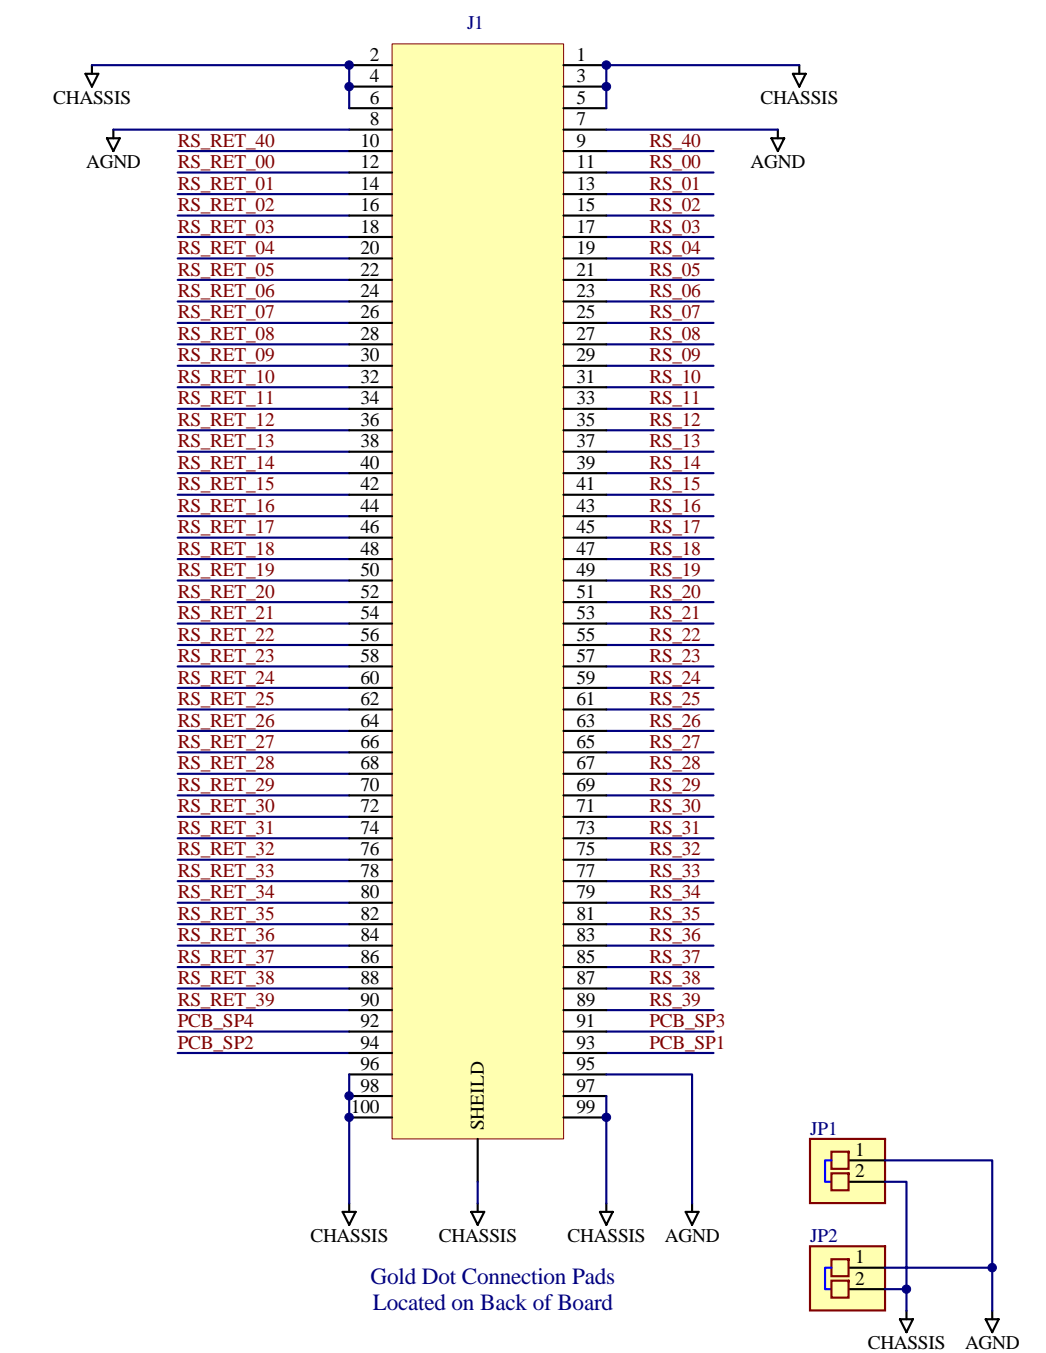 J1
2 1
CHASSIS 4 3 CHASSIS
6 5
8 7
AGND AGND
RS_RET_40 10 9 RS_40
RS_RET_00 12 11 RS_00
RS_RET_01 14 13 RS_01
RS_RET_02 16 15 RS_02
RS_RET_03 18 17 RS_03
RS_RET_04 20 19 RS_04
RS_RET_05 22 21 RS_05
RS_RET_06 24 23 RS_06
RS_RET_07 26 25 RS_07
RS_RET_08 28 27 RS_08
RS_RET_09 30 29 RS_09
RS_RET_10 32 31 RS_10
RS_RET_11 34 33 RS_11
RS_RET_12 36 35 RS_12
RS_RET_13 38 37 RS_13
RS_RET_14 40 39 RS_14
RS_RET_15 42 41 RS_15
RS_RET_16 44 43 RS_16
RS_RET_17 46 45 RS_17
RS_RET_18 48 47 RS_18
RS_RET_19 50 49 RS_19
RS_RET_20 52 51 RS_20
RS_RET_21 54 53 RS_21
RS_RET_22 56 55 RS_22
RS_RET_23 58 57 RS_23
RS_RET_24 60 59 RS_24
RS_RET_25 62 61 RS_25
RS_RET_26 64 63 RS_26
RS_RET_27 66 65 RS_27
RS_RET_28 68 67 RS_28
RS_RET_29 70 69 RS_29
RS_RET_30 72 71 RS_30
RS_RET_31 74 73 RS_31
RS_RET_32 76 75 RS_32
RS_RET_33 78 77 RS_33
RS_RET_34 80 79 RS_34
RS_RET_35 82 81 RS_35
RS_RET_36 84 83 RS_36
RS_RET_37 86 85 RS_37
RS_RET_38 88 87 RS_38
RS_RET_39 90 89 RS_39
PCB_SP4 92 91 PCB_SP3
PCB_SP2 94 93 PCB_SP1
96 95
98 97
100 99
SHEILD
CHASSIS CHASSIS CHASSIS AGND
Gold Dot Connection Pads
Located on Back of Board
JP1
1
2
JP2
1
2
CHASSIS AGND